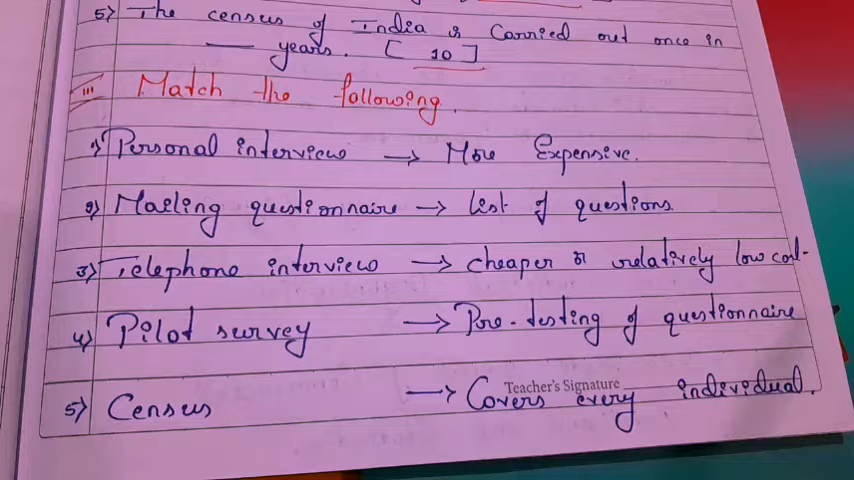 5) The census of India is Carried out once in
___ years. [ 10 ]
III Match the following.
1) Personal interview → More Expensive.
2) Mailing questionnaire → List of questions.
3) Telephone interview → cheaper or relatively low cost.
4) Pilot survey → Pre-testing of questionnaire
Teacher's Signature
5) Census → Covers every individual.